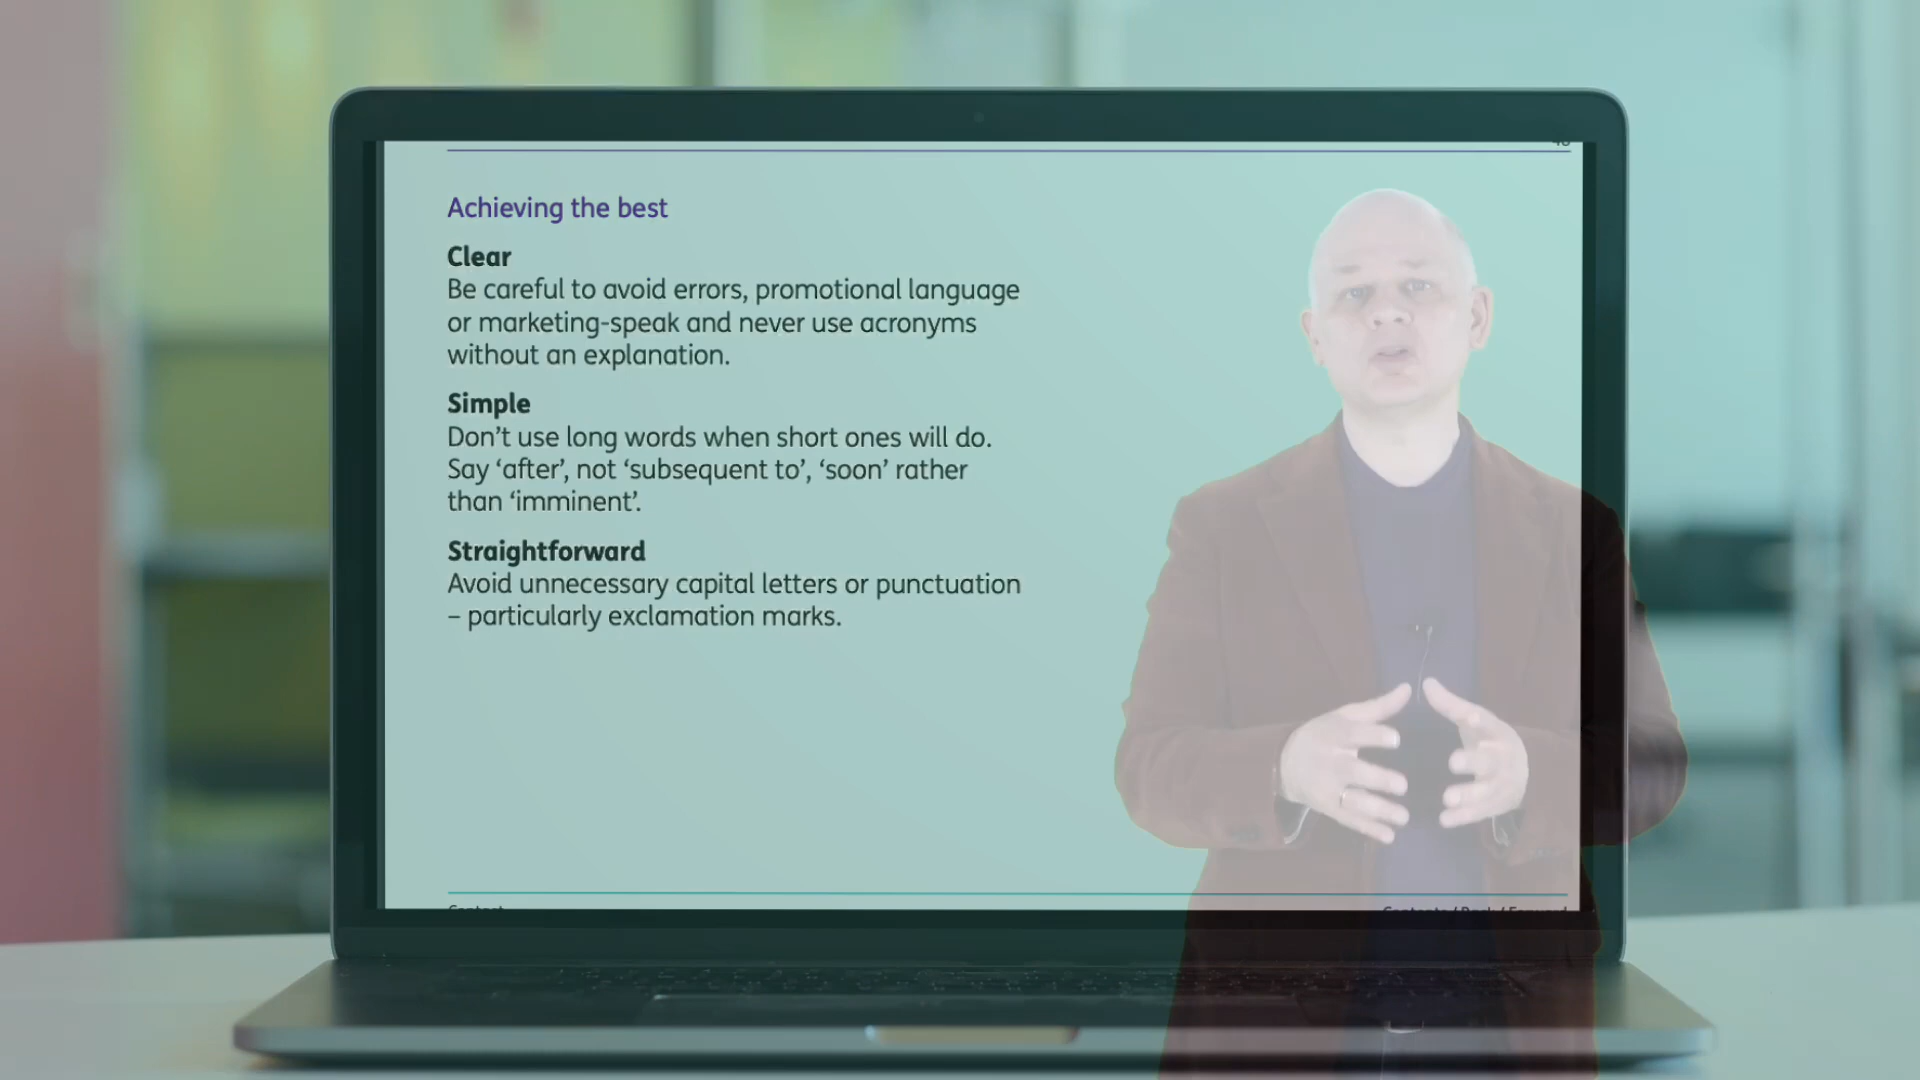 Achieving the best
Clear
Be careful to avoid errors, promotional language
or marketing-speak and never use acronyms
without an explanation.
Simple
Don’t use long words when short ones will do.
Say ‘after’, not ‘subsequent to’, ‘soon’ rather
than ‘imminent’.
Straightforward
Avoid unnecessary capital letters or punctuation
– particularly exclamation marks.